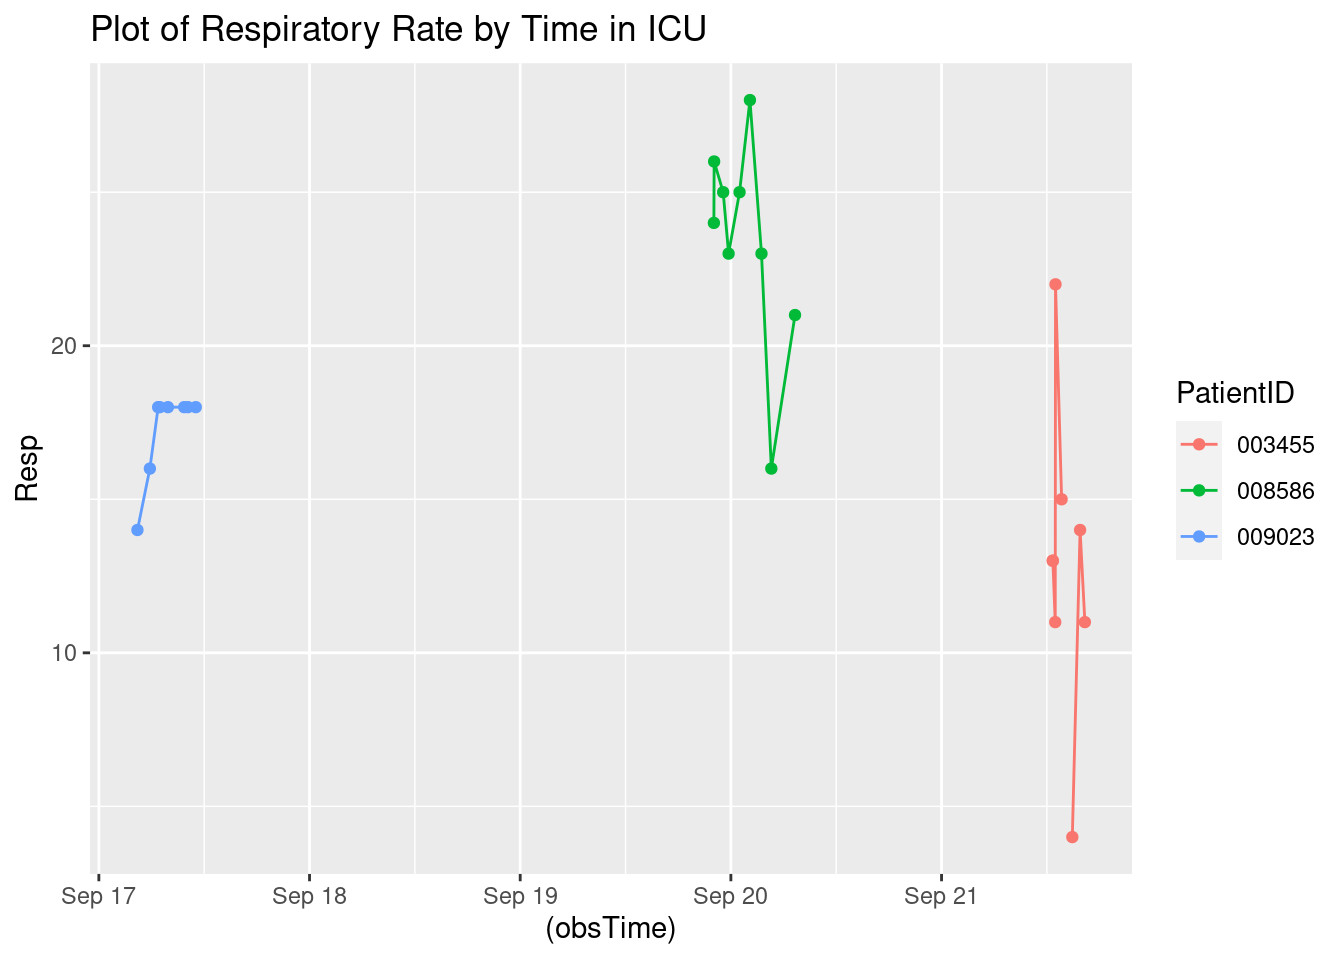 Plot of Respiratory Rate by Time in ICU
Resp
20
10
Sep 17
Sep 18
Sep 19
Sep 20
Sep 21
(obsTime)
PatientID
003455
008586
009023